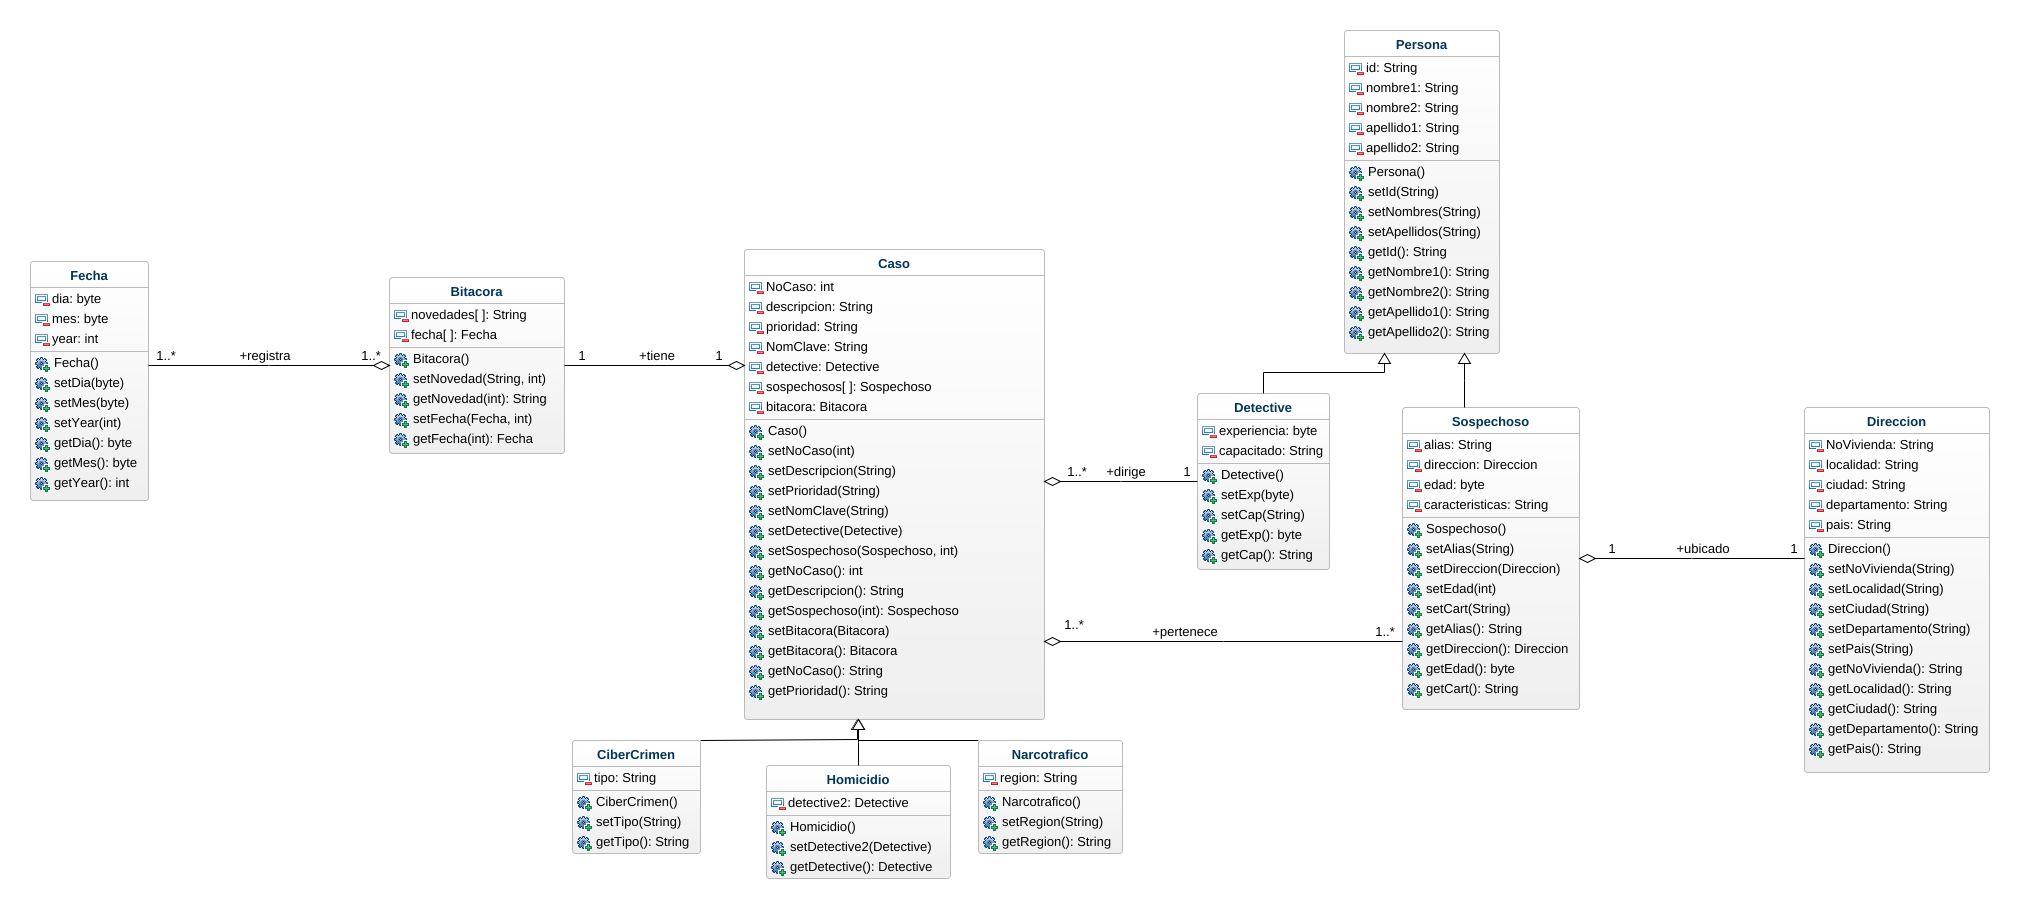 Persona
id: String
nombre1: String
nombre2: String
apellido1: String
apellido2: String
Persona()
setId(String)
setNombres(String)
setApellidos(String)
getId(): String
getNombre1(): String
getNombre2(): String
getApellido1(): String
getApellido2(): String
Fecha
dia: byte
mes: byte
year: int
Fecha()
setDia(byte)
setMes(byte)
setYear(int)
getDia(): byte
getMes(): byte
getYear(): int
1..* +registra 1..*
Bitacora
novedades[ ]: String
fecha[ ]: Fecha
Bitacora()
setNovedad(String, int)
getNovedad(int): String
setFecha(Fecha, int)
getFecha(int): Fecha
1 +tiene 1
Caso
NoCaso: int
descripcion: String
prioridad: String
NomClave: String
detective: Detective
sospechosos[ ]: Sospechoso
bitacora: Bitacora
Caso()
setNoCaso(int)
setDescripcion(String)
setPrioridad(String)
setNomClave(String)
setDetective(Detective)
setSospechoso(Sospechoso, int)
getNoCaso(): int
getDescripcion(): String
getSospechoso(int): Sospechoso
setBitacora(Bitacora)
getBitacora(): Bitacora
getNoCaso(): String
getPrioridad(): String
1..* +dirige 1
Detective
experiencia: byte
capacitado: String
Detective()
setExp(byte)
setCap(String)
getExp(): byte
getCap(): String
1..* +pertenece 1..*
Sospechoso
alias: String
direccion: Direccion
edad: byte
caracteristicas: String
Sospechoso()
setAlias(String)
setDireccion(Direccion)
setEdad(int)
setCart(String)
getAlias(): String
getDireccion(): Direccion
getEdad(): byte
getCart(): String
1 +ubicado 1
Direccion
NoVivienda: String
localidad: String
ciudad: String
departamento: String
pais: String
Direccion()
setNoVivienda(String)
setLocalidad(String)
setCiudad(String)
setDepartamento(String)
setPais(String)
getNoVivienda(): String
getLocalidad(): String
getCiudad(): String
getDepartamento(): String
getPais(): String
CiberCrimen
tipo: String
CiberCrimen()
setTipo(String)
getTipo(): String
Homicidio
detective2: Detective
Homicidio()
setDetective2(Detective)
getDetective(): Detective
Narcotrafico
region: String
Narcotrafico()
setRegion(String)
getRegion(): String